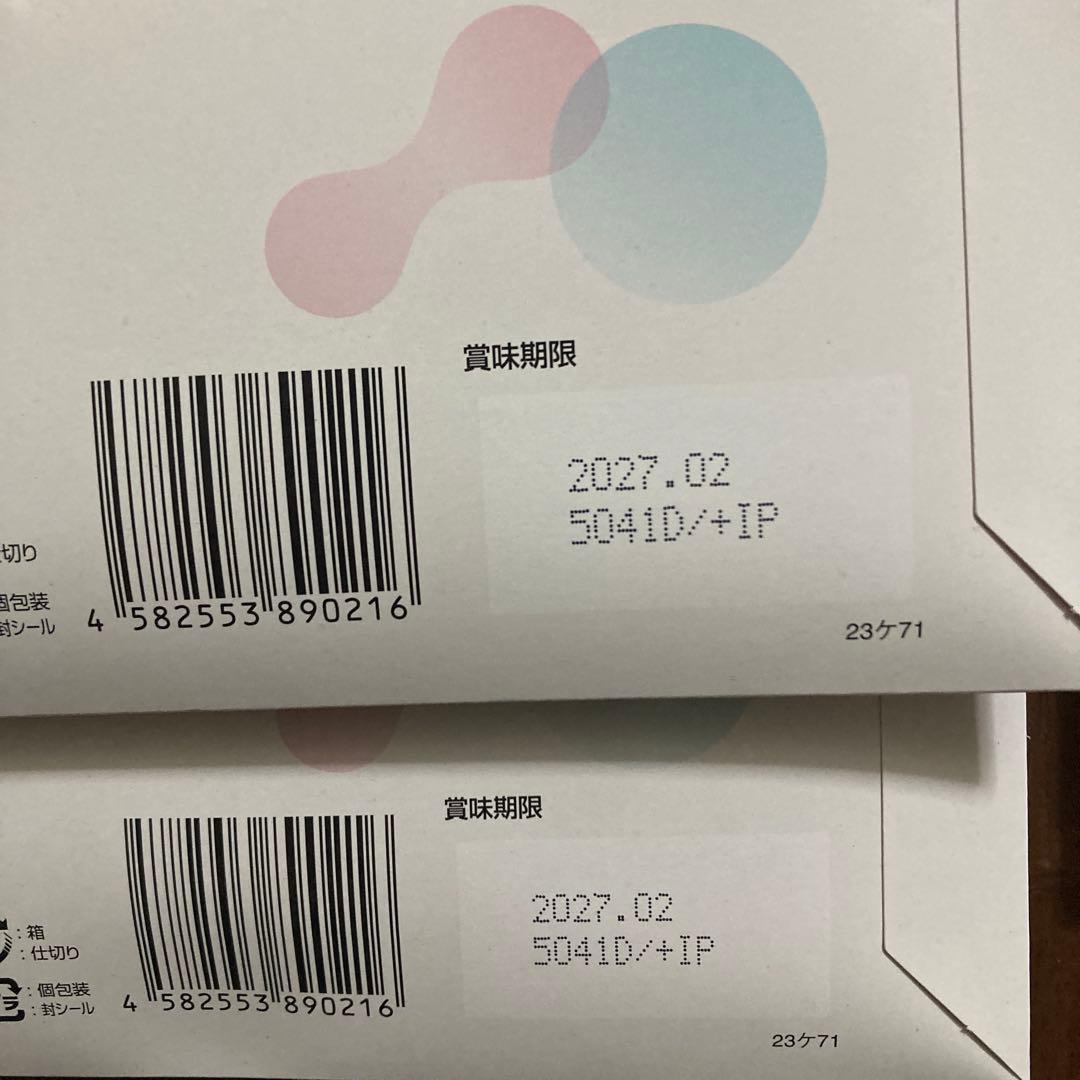 賞味期限
2027.02
5041D/+IP
切り
個包装
封シール
4 582553 890216
23ケ71
賞味期限
2027.02
5041D/+IP
:箱
:仕切り
:個包装
:封シール
4 582553 890216
23ケ71